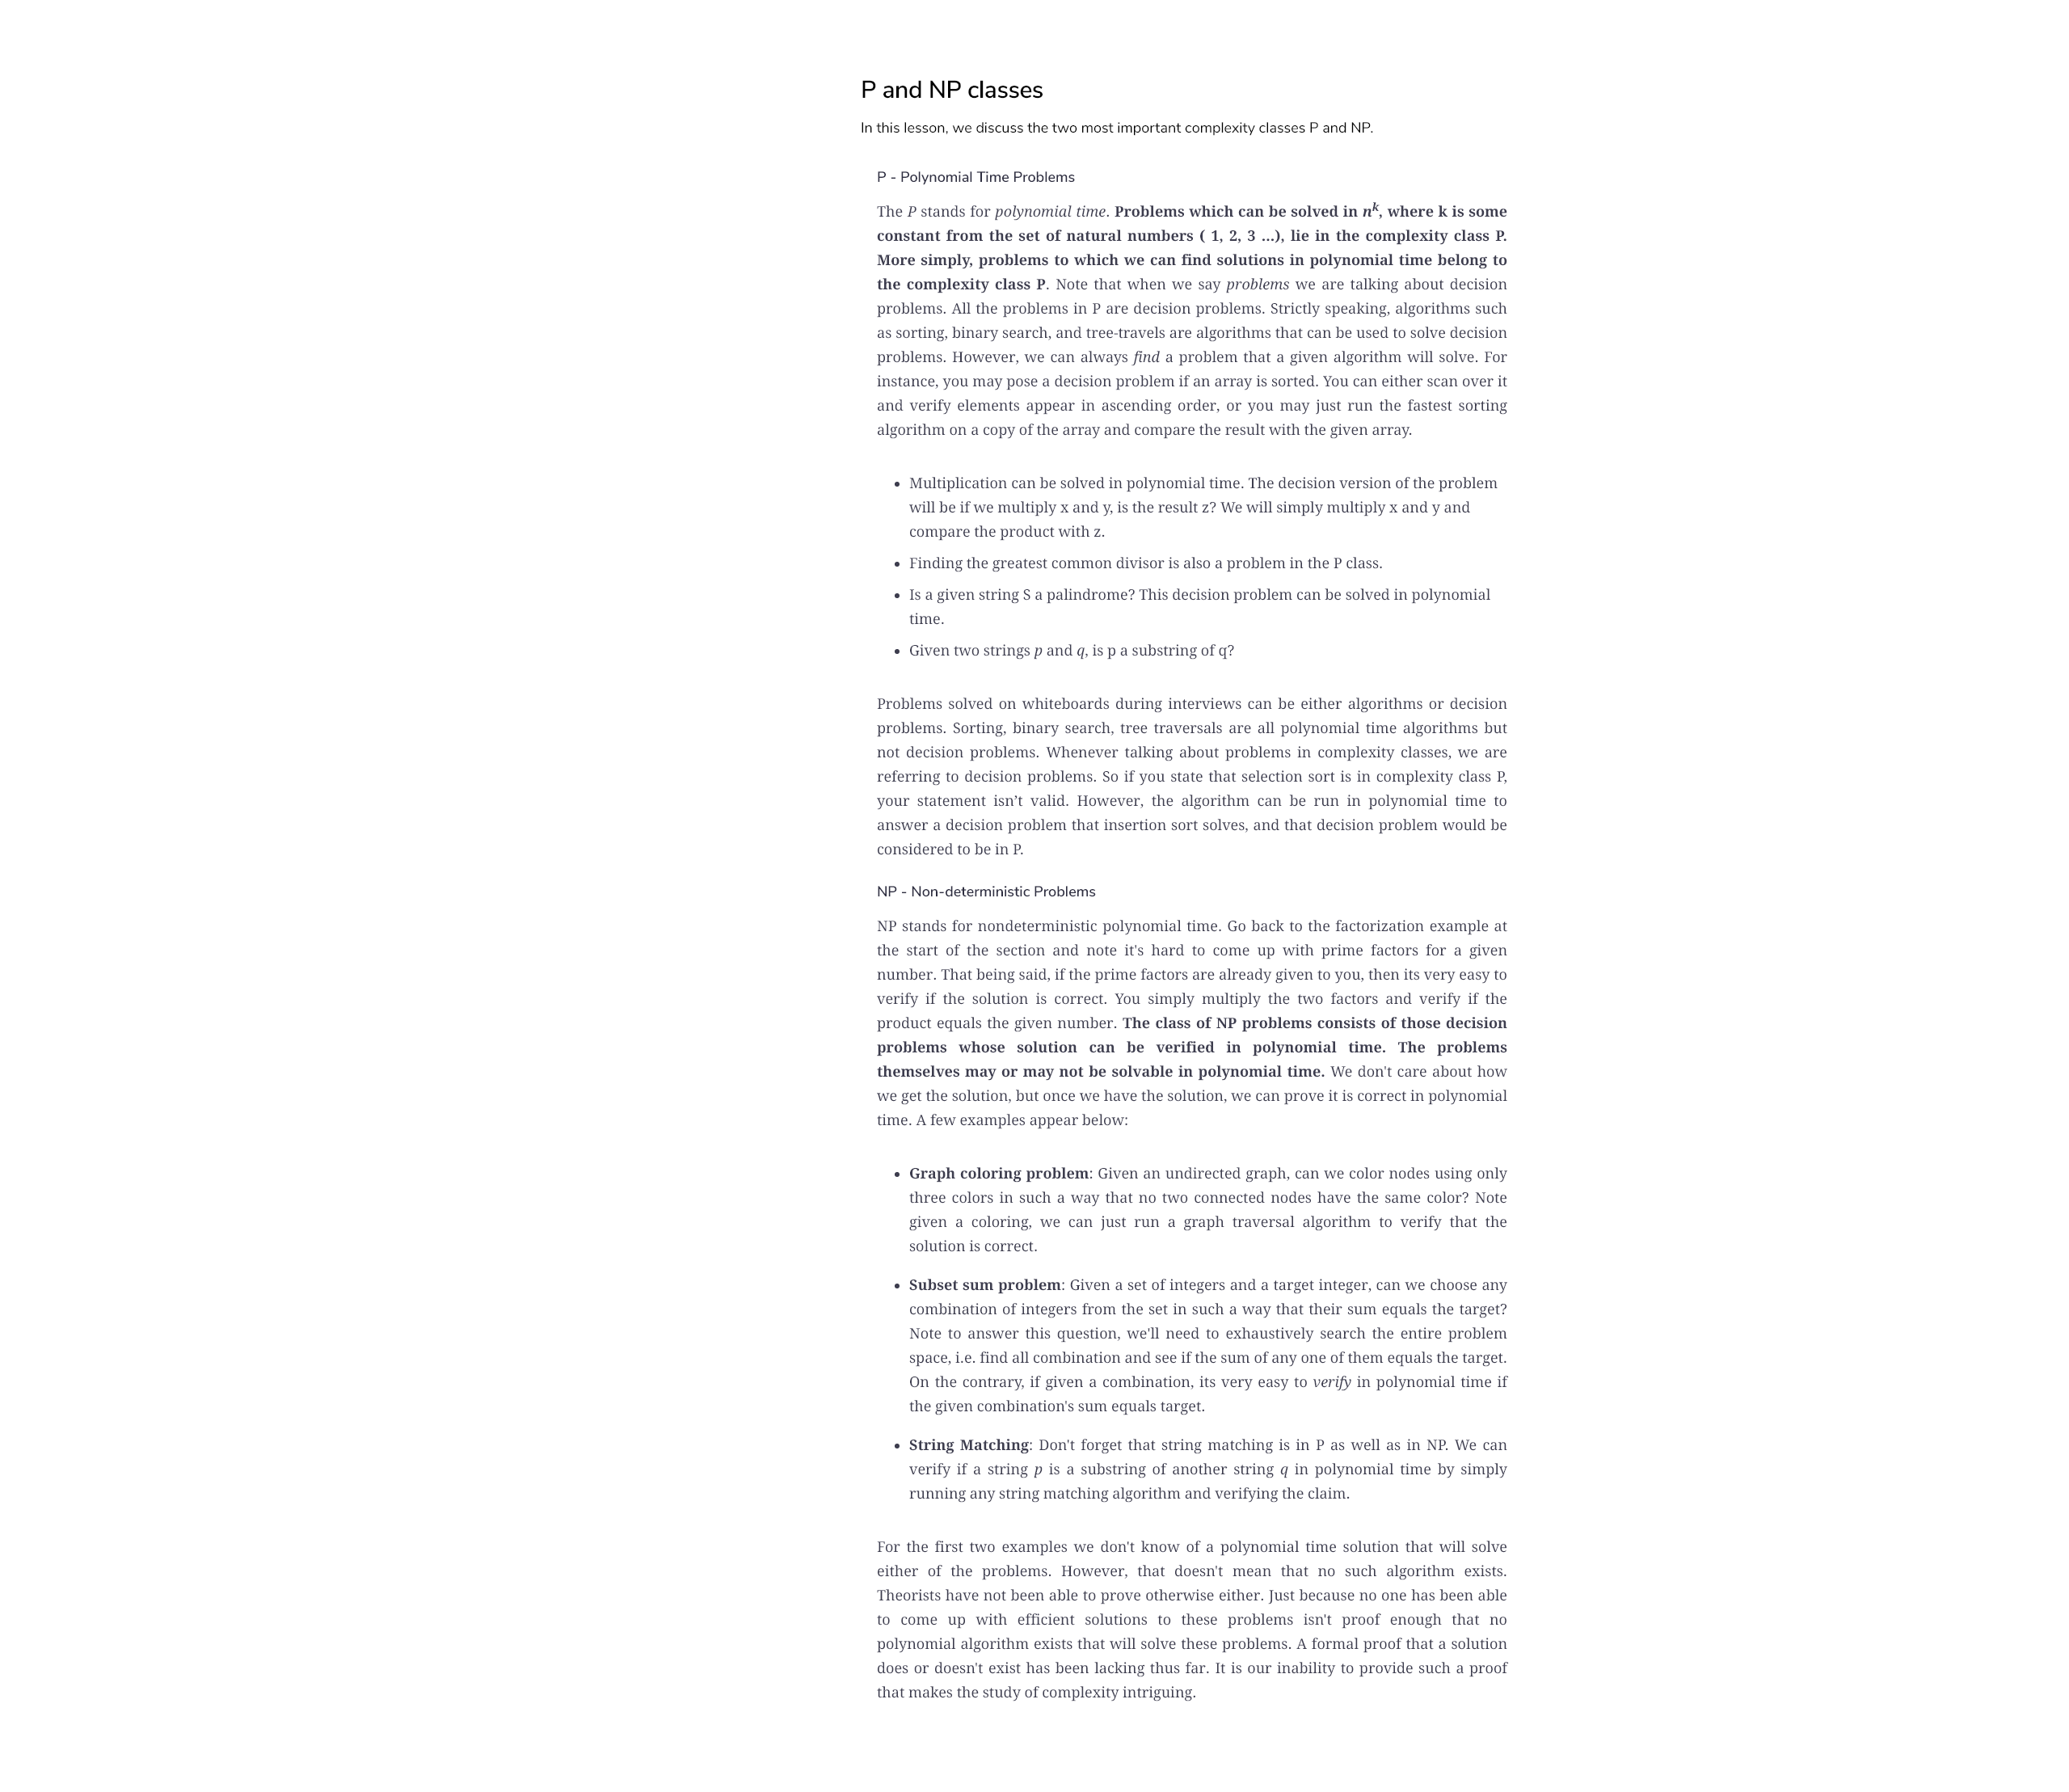 P and NP classes
In this lesson, we discuss the two most important complexity classes P and NP.
P - Polynomial Time Problems
The P stands for polynomial time. Problems which can be solved in n^k, where k is some
constant from the set of natural numbers ( 1, 2, 3 ...), lie in the complexity class P.
More simply, problems to which we can find solutions in polynomial time belong to
the complexity class P. Note that when we say problems we are talking about decision
problems. All the problems in P are decision problems. Strictly speaking, algorithms such
as sorting, binary search, and tree-travels are algorithms that can be used to solve decision
problems. However, we can always find a problem that a given algorithm will solve. For
instance, you may pose a decision problem if an array is sorted. You can either scan over it
and verify elements appear in ascending order, or you may just run the fastest sorting
algorithm on a copy of the array and compare the result with the given array.
• Multiplication can be solved in polynomial time. The decision version of the problem
will be if we multiply x and y, is the result z? We will simply multiply x and y and
compare the product with z.
• Finding the greatest common divisor is also a problem in the P class.
• Is a given string S a palindrome? This decision problem can be solved in polynomial
time.
• Given two strings p and q, is p a substring of q?
Problems solved on whiteboards during interviews can be either algorithms or decision
problems. Sorting, binary search, tree traversals are all polynomial time algorithms but
not decision problems. Whenever talking about problems in complexity classes, we are
referring to decision problems. So if you state that selection sort is in complexity class P,
your statement isn’t valid. However, the algorithm can be run in polynomial time to
answer a decision problem that insertion sort solves, and that decision problem would be
considered to be in P.
NP - Non-deterministic Problems
NP stands for nondeterministic polynomial time. Go back to the factorization example at
the start of the section and note it's hard to come up with prime factors for a given
number. That being said, if the prime factors are already given to you, then its very easy to
verify if the solution is correct. You simply multiply the two factors and verify if the
product equals the given number. The class of NP problems consists of those decision
problems whose solution can be verified in polynomial time. The problems
themselves may or may not be solvable in polynomial time. We don't care about how
we get the solution, but once we have the solution, we can prove it is correct in polynomial
time. A few examples appear below:
• Graph coloring problem: Given an undirected graph, can we color nodes using only
three colors in such a way that no two connected nodes have the same color? Note
given a coloring, we can just run a graph traversal algorithm to verify that the
solution is correct.
• Subset sum problem: Given a set of integers and a target integer, can we choose any
combination of integers from the set in such a way that their sum equals the target?
Note to answer this question, we'll need to exhaustively search the entire problem
space, i.e. find all combination and see if the sum of any one of them equals the target.
On the contrary, if given a combination, its very easy to verify in polynomial time if
the given combination's sum equals target.
• String Matching: Don't forget that string matching is in P as well as in NP. We can
verify if a string p is a substring of another string q in polynomial time by simply
running any string matching algorithm and verifying the claim.
For the first two examples we don't know of a polynomial time solution that will solve
either of the problems. However, that doesn't mean that no such algorithm exists.
Theorists have not been able to prove otherwise either. Just because no one has been able
to come up with efficient solutions to these problems isn't proof enough that no
polynomial algorithm exists that will solve these problems. A formal proof that a solution
does or doesn't exist has been lacking thus far. It is our inability to provide such a proof
that makes the study of complexity intriguing.